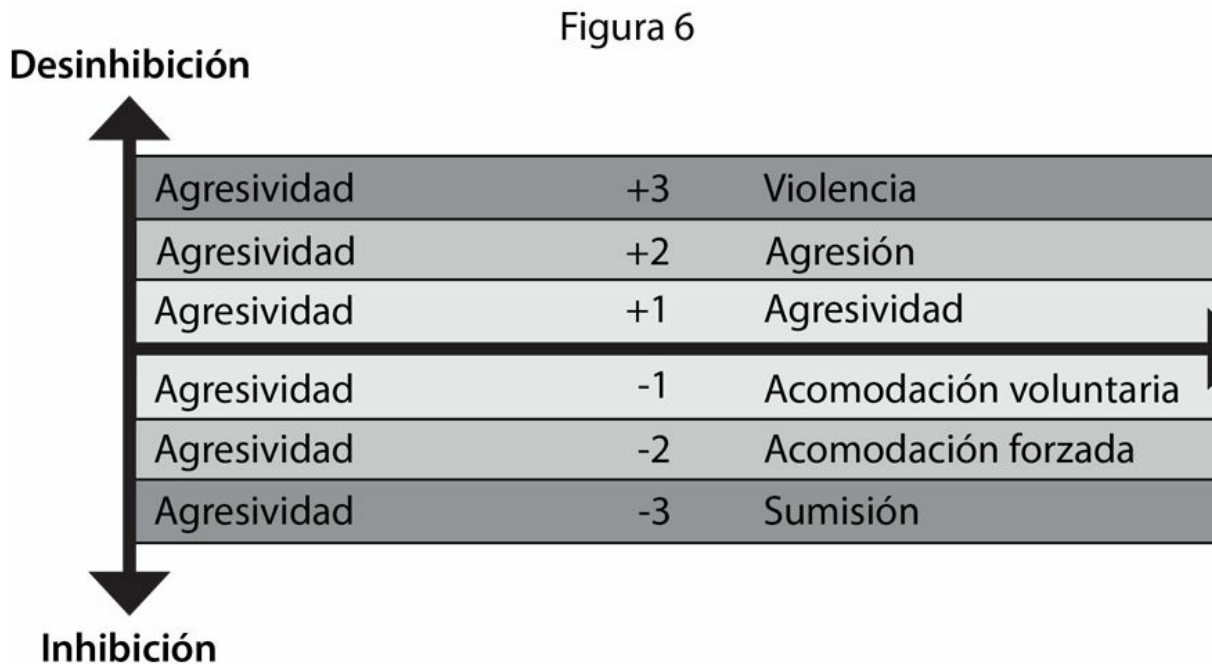 Figura 6
Desinhibición
Agresividad +3 Violencia
Agresividad +2 Agresión
Agresividad +1 Agresividad
Agresividad -1 Acomodación voluntaria
Agresividad -2 Acomodación forzada
Agresividad -3 Sumisión
Inhibición